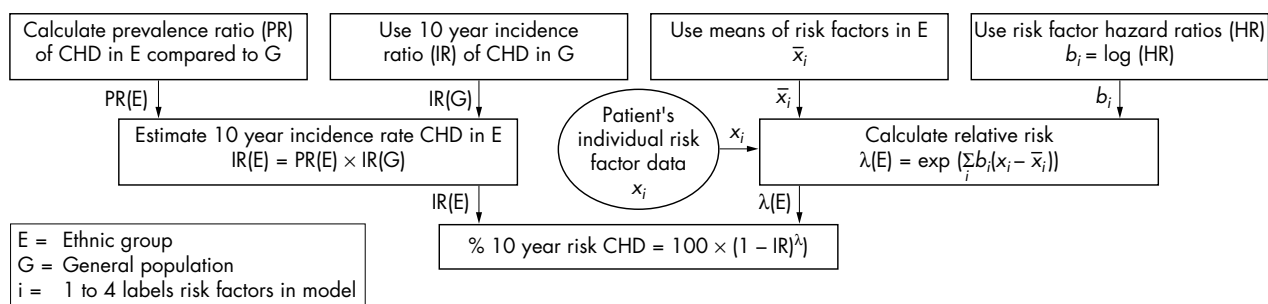 Calculate prevalence ratio (PR)
of CHD in E compared to G
Use 10 year incidence
ratio (IR) of CHD in G
Use means of risk factors in E
x̄ᵢ
Use risk factor hazard ratios (HR)
bᵢ = log (HR)
PR(E)
IR(G)
x̄ᵢ
bᵢ
Estimate 10 year incidence rate CHD in E
IR(E) = PR(E) × IR(G)
Patient's
individual risk
factor data
xᵢ
xᵢ
Calculate relative risk
λ(E) = exp (Σᵢ bᵢ(xᵢ – x̄ᵢ))
IR(E)
λ(E)
% 10 year risk CHD = 100 × (1 – IR)^λ)
E = Ethnic group
G = General population
i = 1 to 4 labels risk factors in model